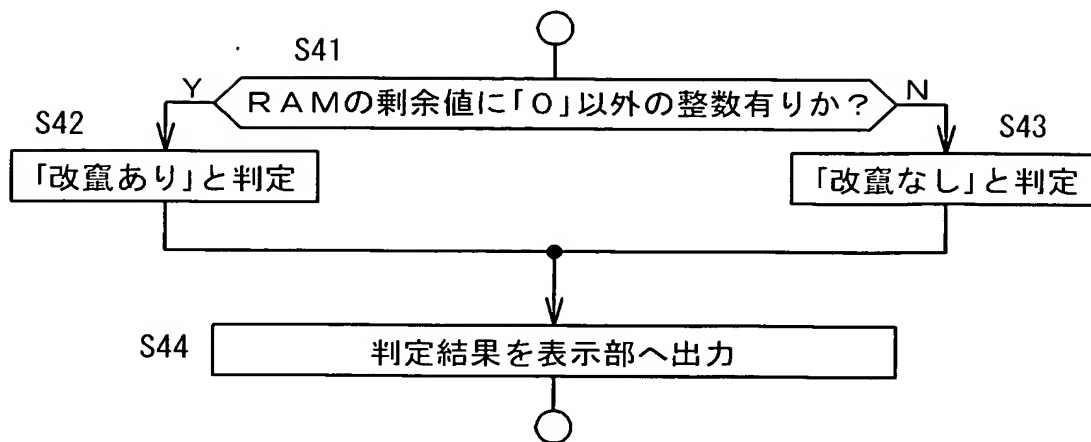 S41
Y
RAMの剰余値に「0」以外の整数有りか?
N
S42
S43
「改竄あり」と判定
「改竄なし」と判定
S44
判定結果を表示部へ出力